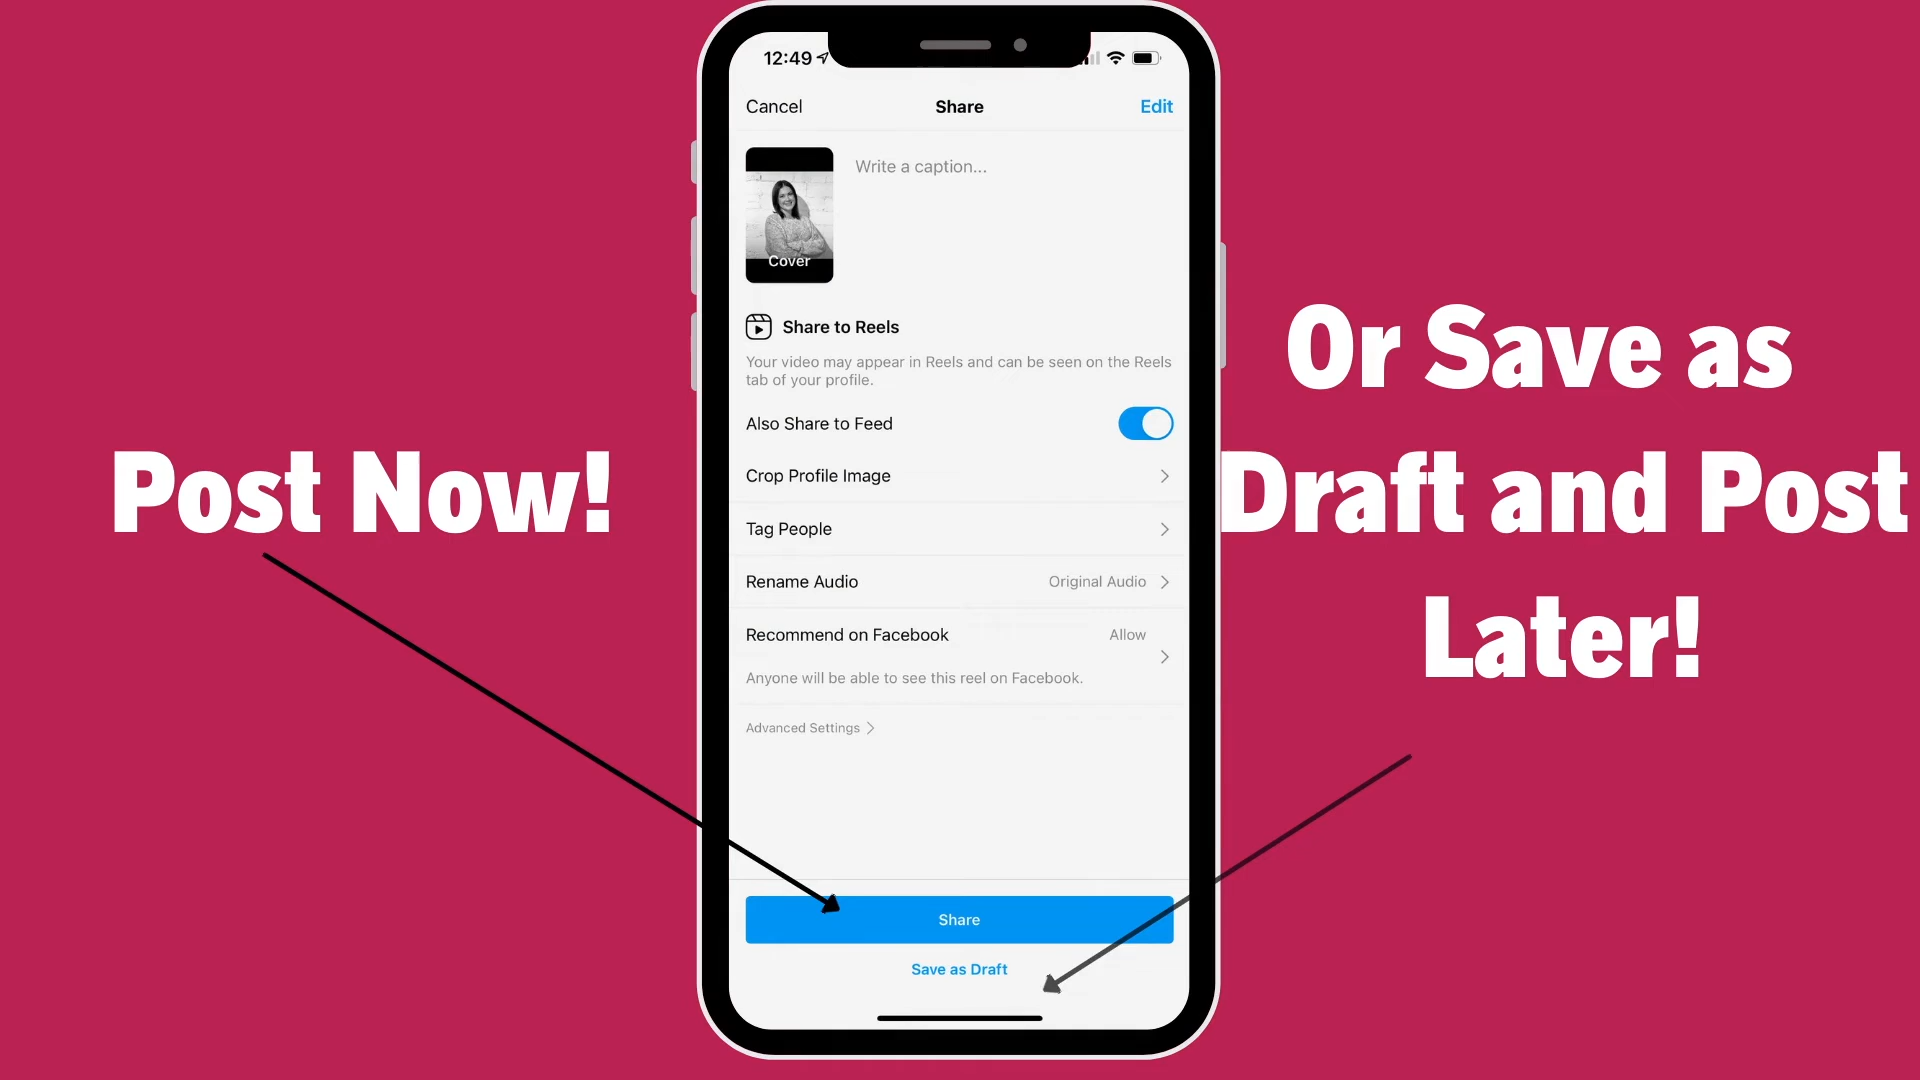 12:49
Cancel
Share
Edit
Write a caption...
Cover
Share to Reels
Your video may appear in Reels and can be seen on the Reels
tab of your profile.
Also Share to Feed
Crop Profile Image
Tag People
Rename Audio
Original Audio
Recommend on Facebook
Allow
Anyone will be able to see this reel on Facebook.
Advanced Settings
Share
Save as Draft
Post Now!
Or Save as
Draft and Post
Later!